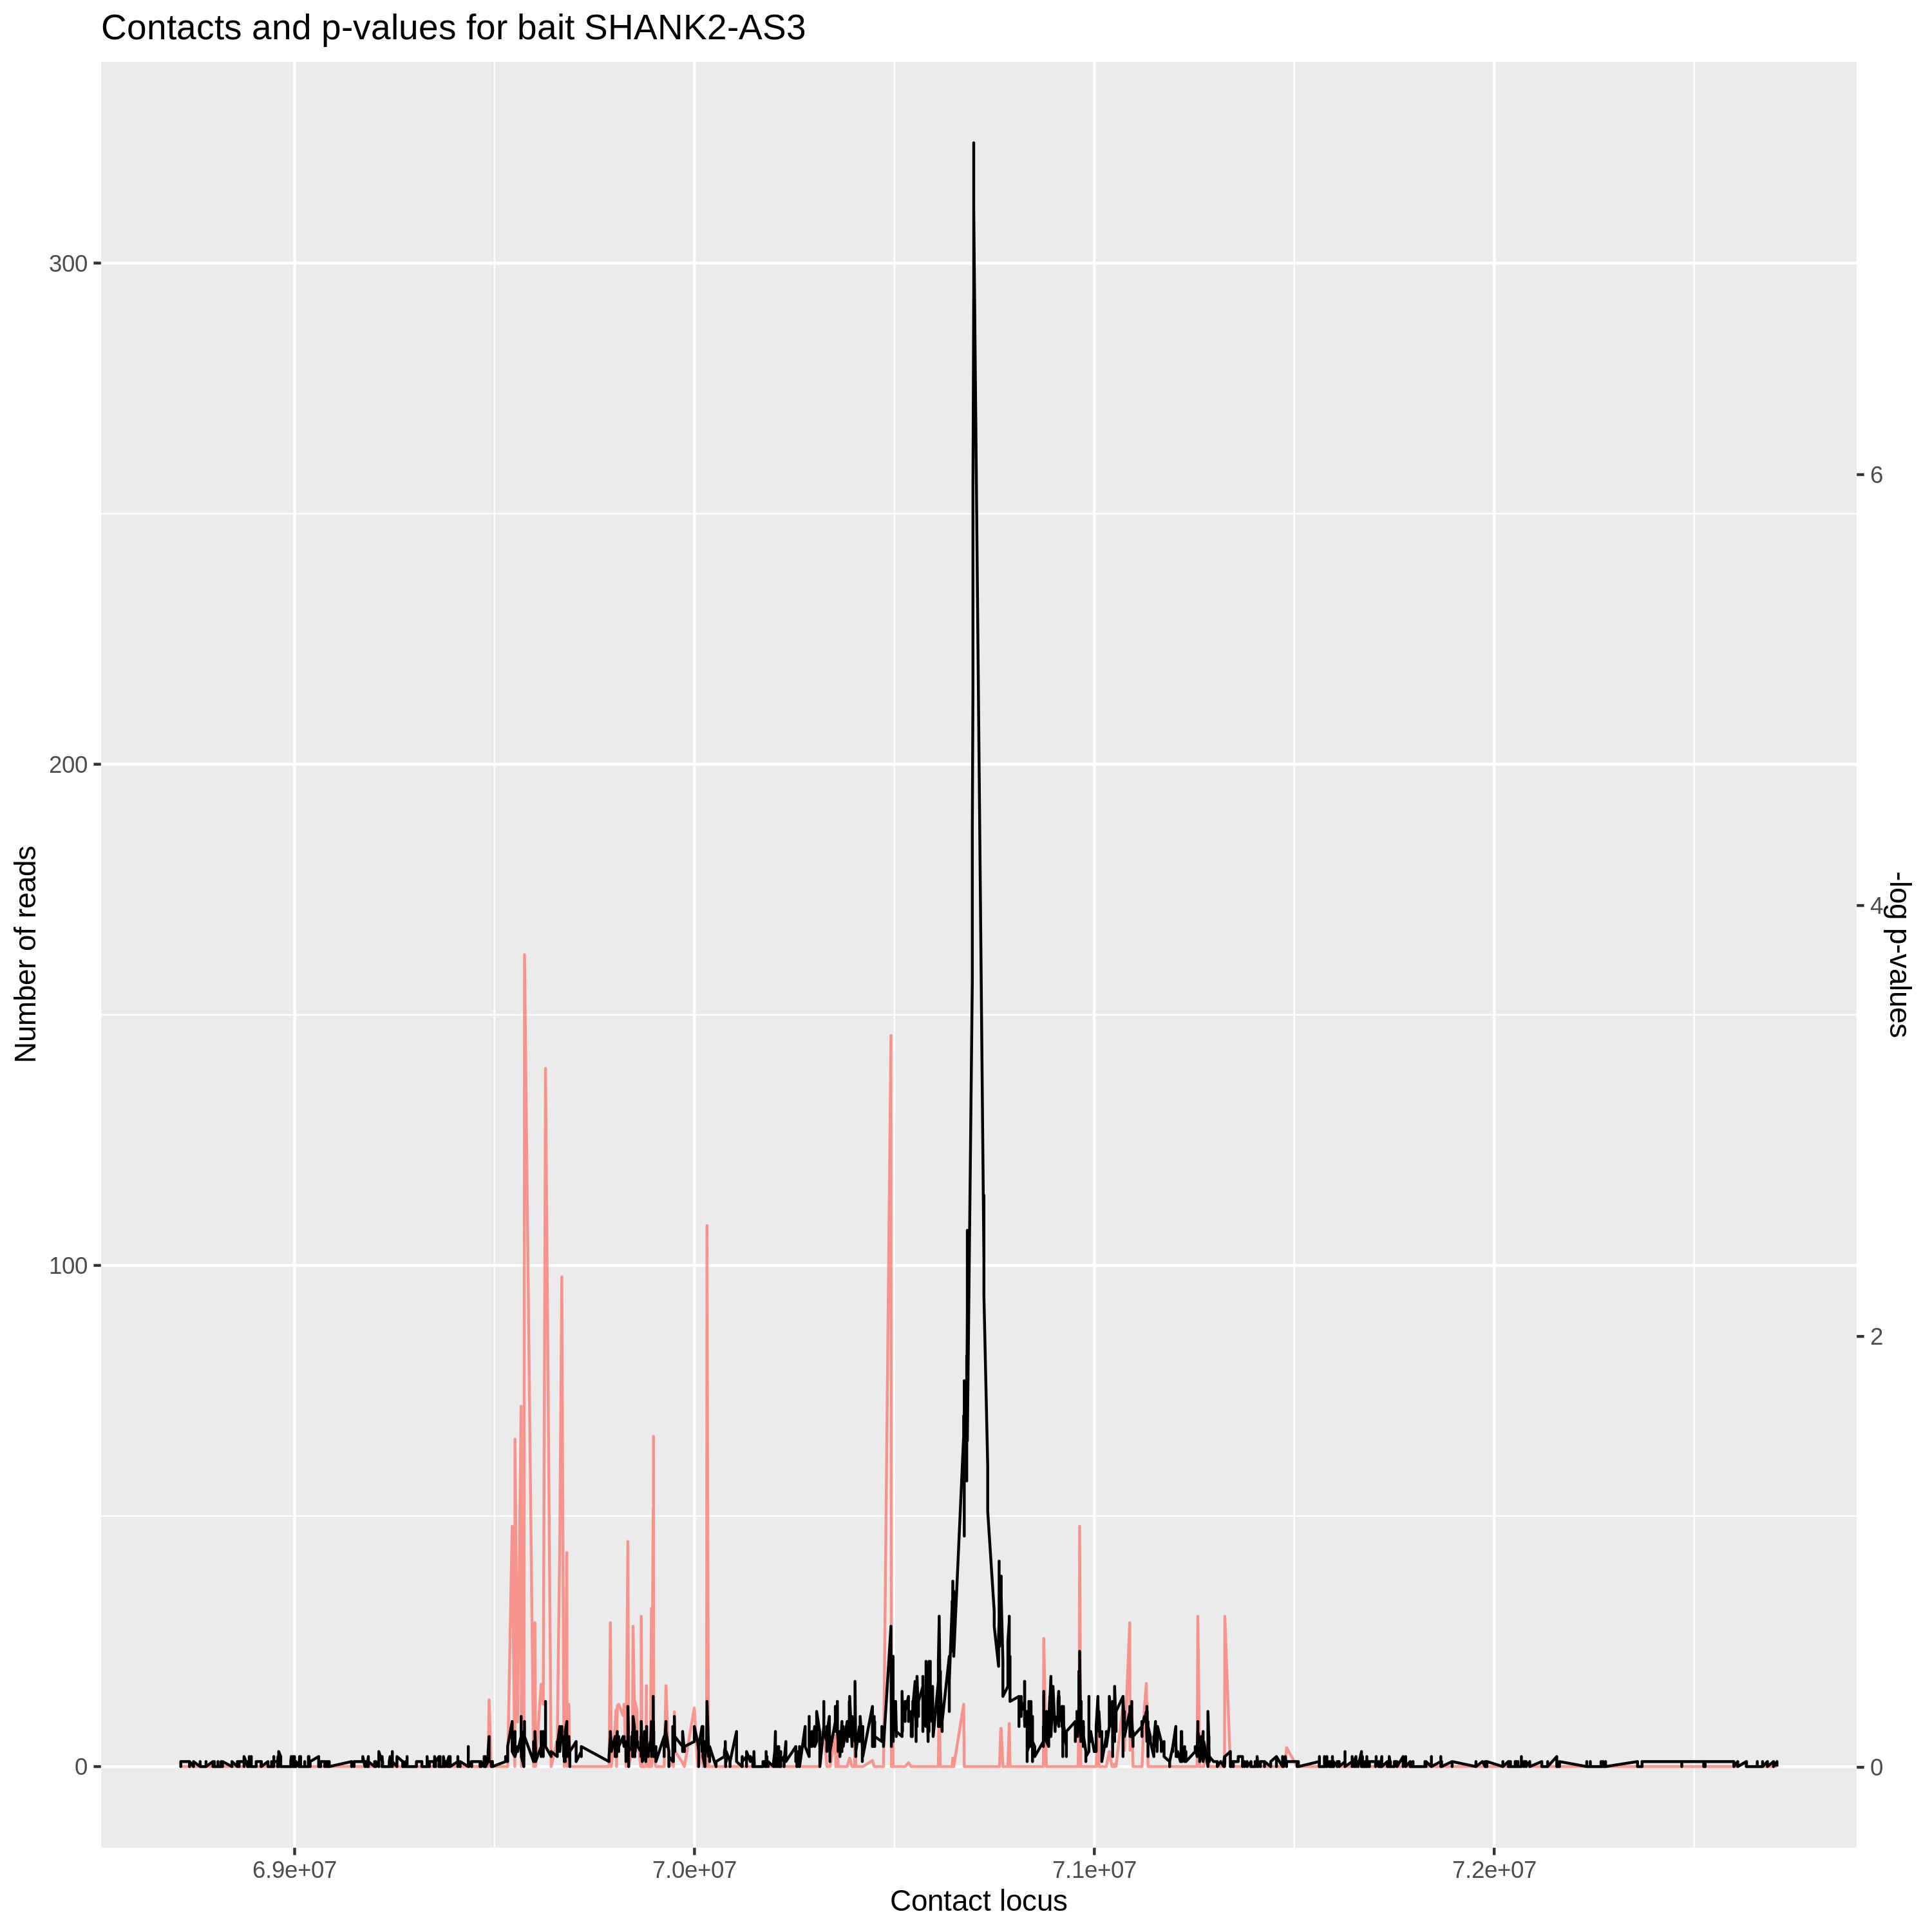 Contacts and p-values for bait SHANK2-AS3
300
200
100
0
Number of reads
6
4
2
0
-log p-values
6.9e+07
7.0e+07
7.1e+07
7.2e+07
Contact locus